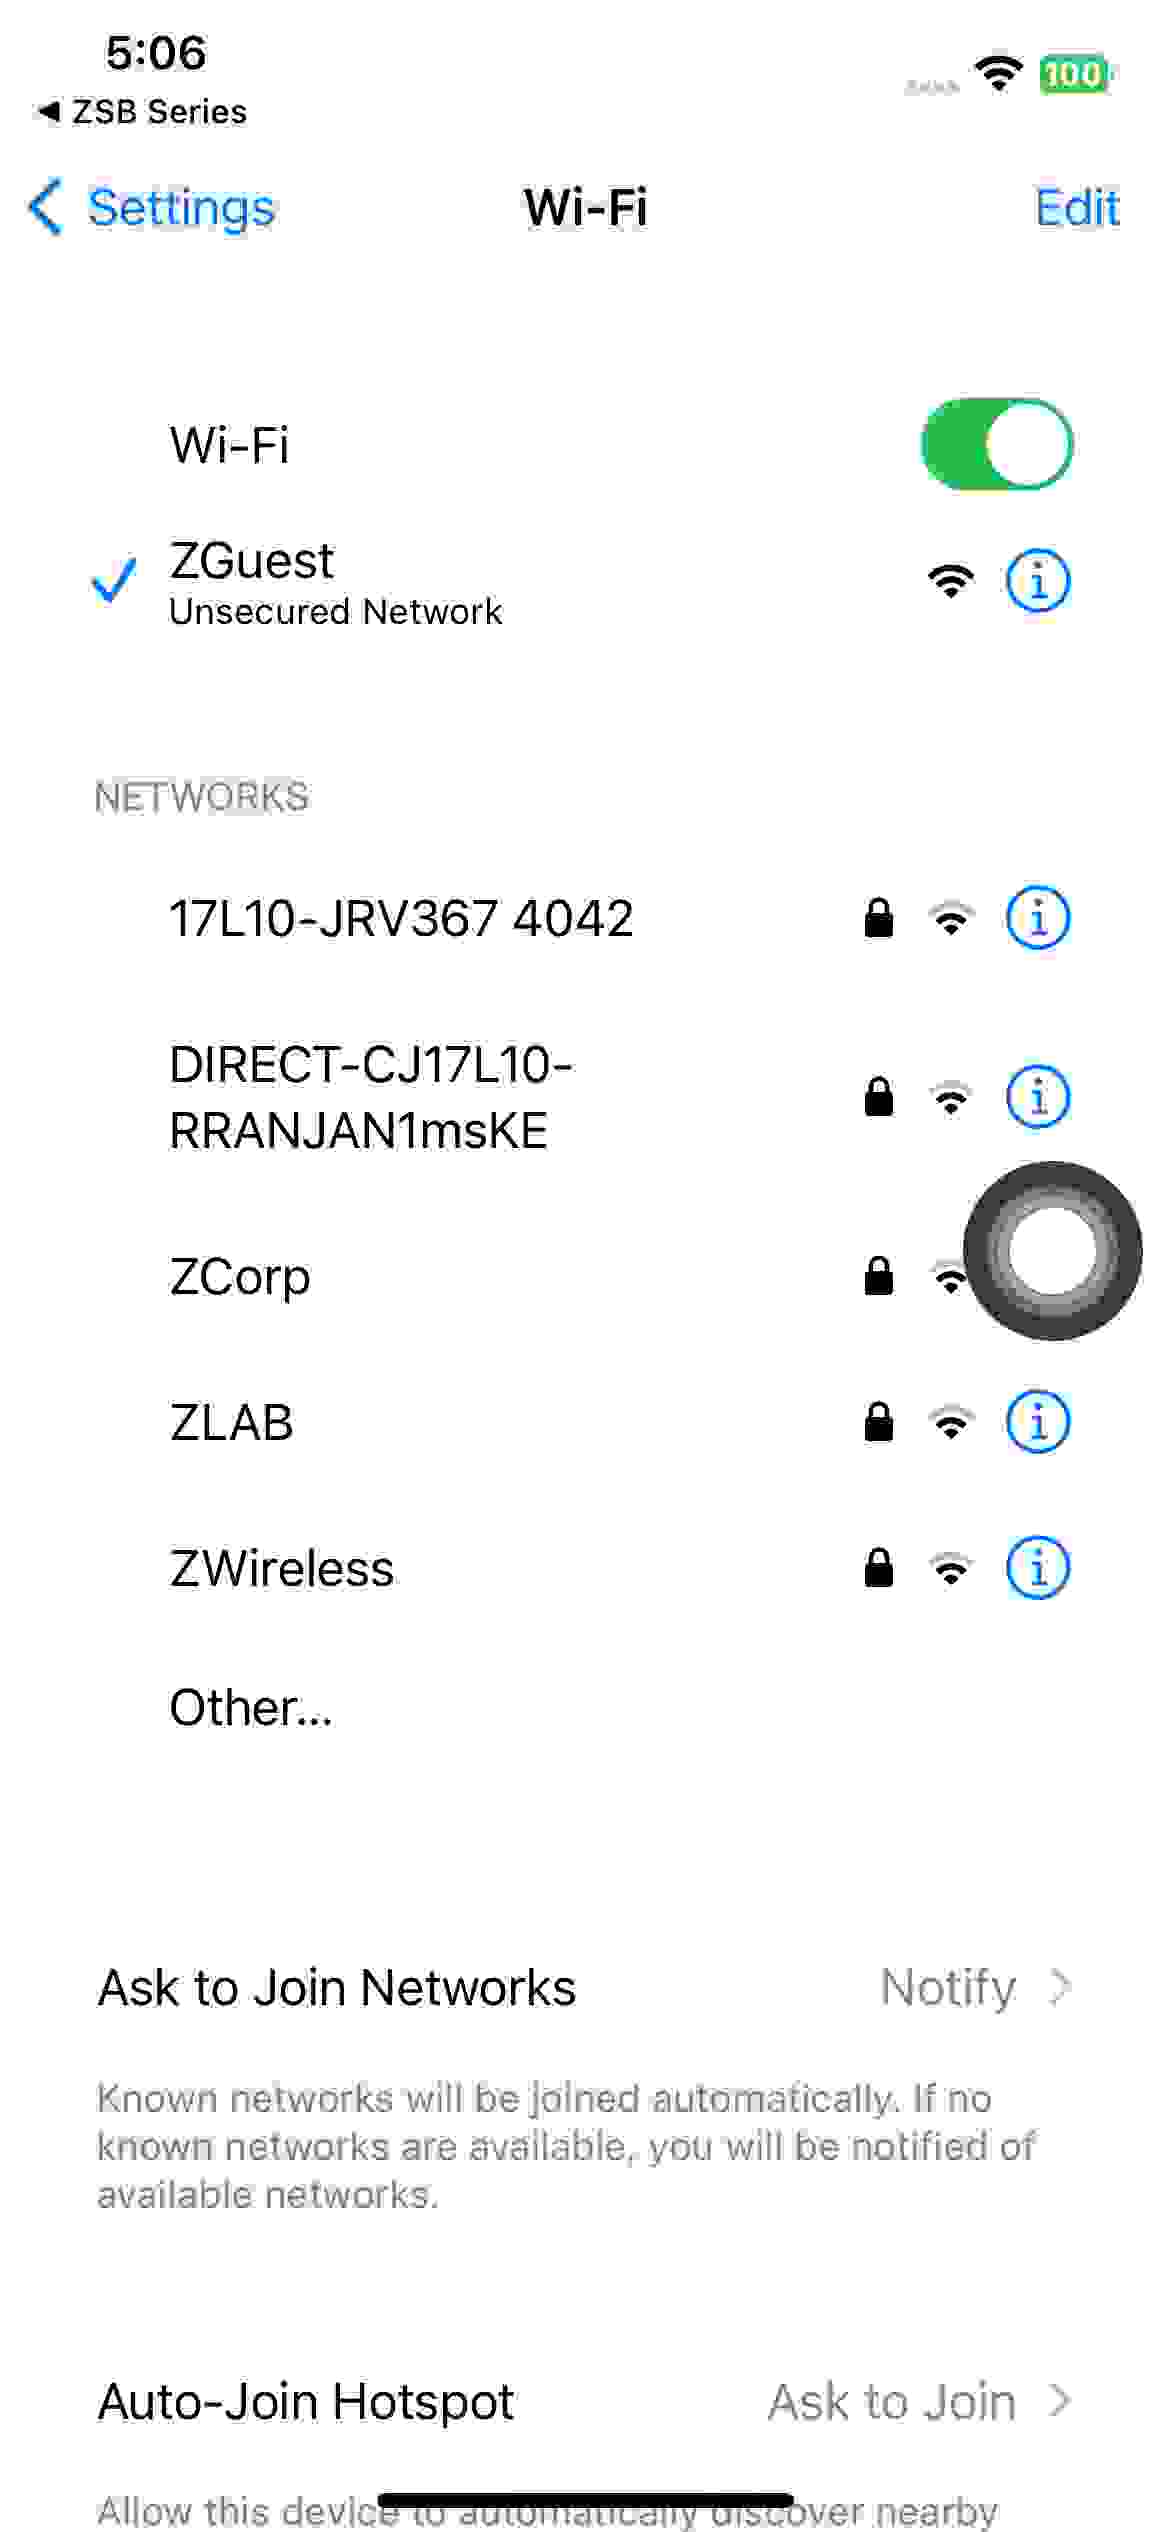 5:06
100
◀ ZSB Series
Settings
Wi-Fi
Edit
Wi-Fi
ZGuest
Unsecured Network
NETWORKS
17L10-JRV367 4042
DIRECT-CJ17L10-
RRANJAN1msKE
ZCorp
ZLAB
ZWireless
Other...
Ask to Join Networks
Notify
Known networks will be joined automatically. If no
known networks are available, you will be notified of
available networks.
Auto-Join Hotspot
Ask to Join
Allow this device to automatically discover nearby